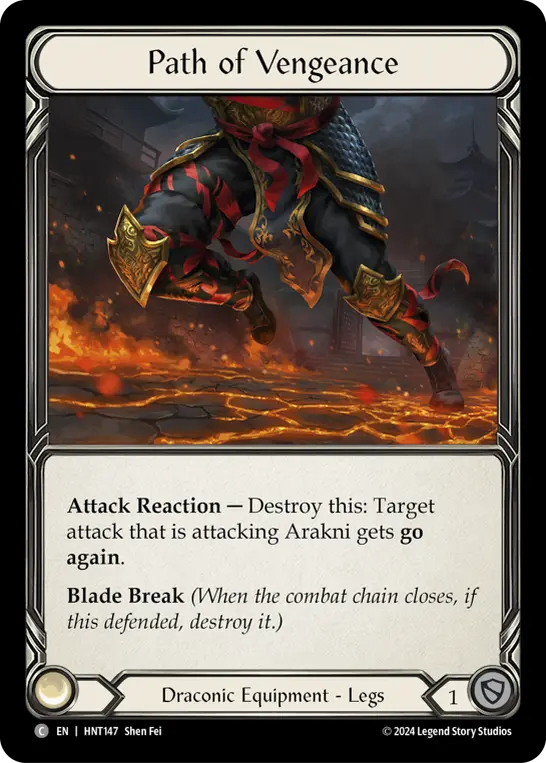 Path of Vengeance
Attack Reaction — Destroy this: Target
attack that is attacking Arakni gets go
again.
Blade Break (When the combat chain closes, if
this defended, destroy it.)
Draconic Equipment - Legs
1
C EN | HNT147 Shen Fei
© 2024 Legend Story Studios